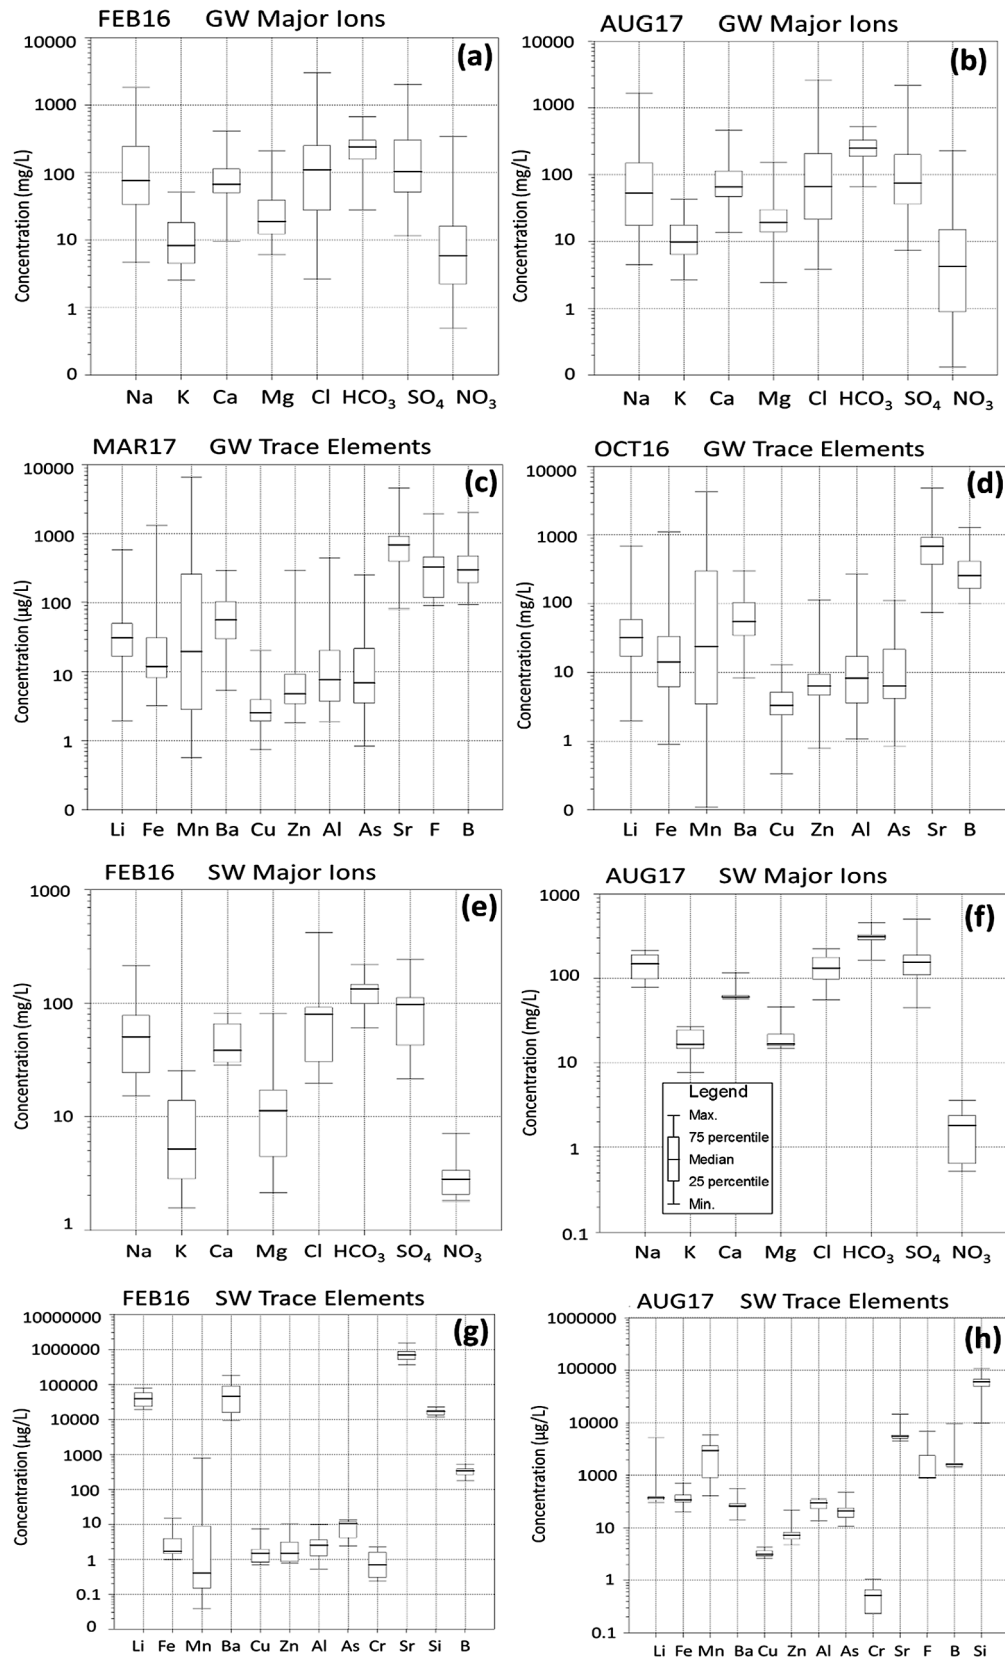 FEB16 GW Major Ions
(a)
Concentration (mg/L)
10000
1000
100
10
1
0
Na K Ca Mg Cl HCO₃ SO₄ NO₃
AUG17 GW Major Ions
(b)
Concentration (mg/L)
10000
1000
100
10
1
0
Na K Ca Mg Cl HCO₃ SO₄ NO₃
MAR17 GW Trace Elements
(c)
Concentration (µg/L)
10000
1000
100
10
1
0
Li Fe Mn Ba Cu Zn Al As Sr F B
OCT16 GW Trace Elements
(d)
Concentration (mg/L)
10000
1000
100
10
1
0
Li Fe Mn Ba Cu Zn Al As Sr B
FEB16 SW Major Ions
(e)
Concentration (mg/L)
1000
100
10
1
Na K Ca Mg Cl HCO₃ SO₄ NO₃
AUG17 SW Major Ions
(f)
Concentration (mg/L)
1000
100
10
1
0.1
Legend
Max.
75 percentile
Median
25 percentile
Min.
Na K Ca Mg Cl HCO₃ SO₄ NO₃
FEB16 SW Trace Elements
(g)
Concentration (µg/L)
10000000
1000000
100000
10000
1000
100
10
1
0.1
0
Li Fe Mn Ba Cu Zn Al As Cr Sr Si B
AUG17 SW Trace Elements
(h)
Concentration (µg/L)
1000000
100000
10000
1000
10
1
0.1
Li Fe Mn Ba Cu Zn Al As Cr Sr F B Si